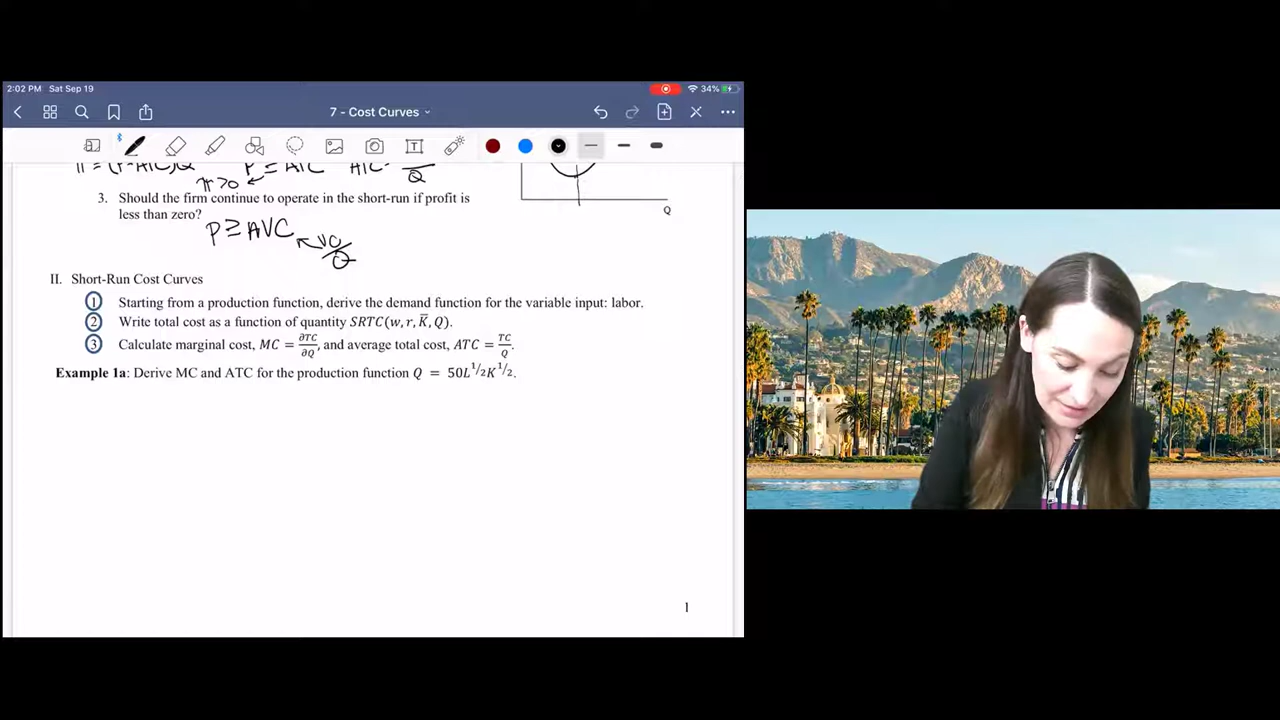 2:02 PM Sat Sep 19
34%
7 - Cost Curves
T
Q
π>0
Q
3. Should the firm continue to operate in the short-run if profit is
less than zero?
P ≥ AVC
VC/Q
II. Short-Run Cost Curves
1 Starting from a production function, derive the demand function for the variable input: labor.
2 Write total cost as a function of quantity SRTC(w, r, K̅, Q).
3 Calculate marginal cost, MC = ∂TC/∂Q, and average total cost, ATC = TC/Q.
Example 1a: Derive MC and ATC for the production function Q = 50L^1/2K^1/2.
1